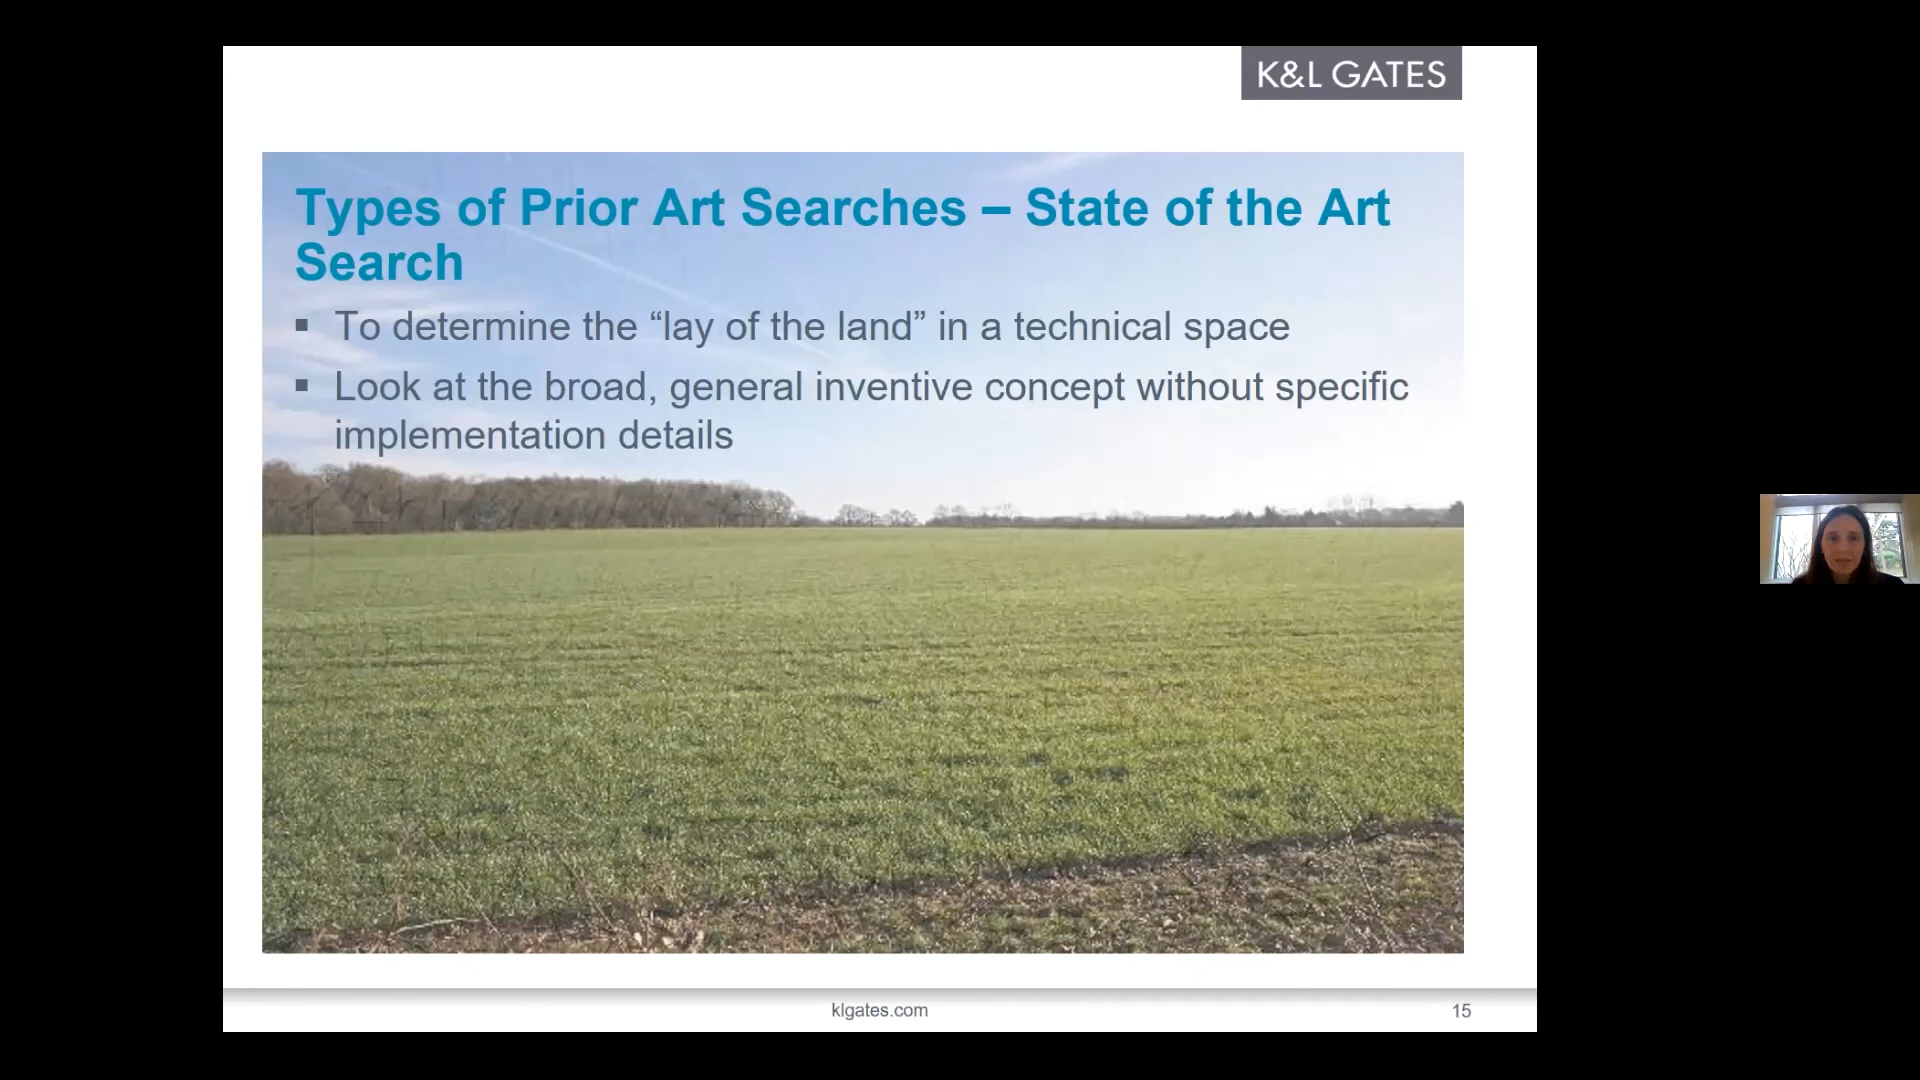 K&L GATES
Types of Prior Art Searches – State of the Art
Search
▪ To determine the “lay of the land” in a technical space
▪ Look at the broad, general inventive concept without specific
implementation details
klgates.com
15